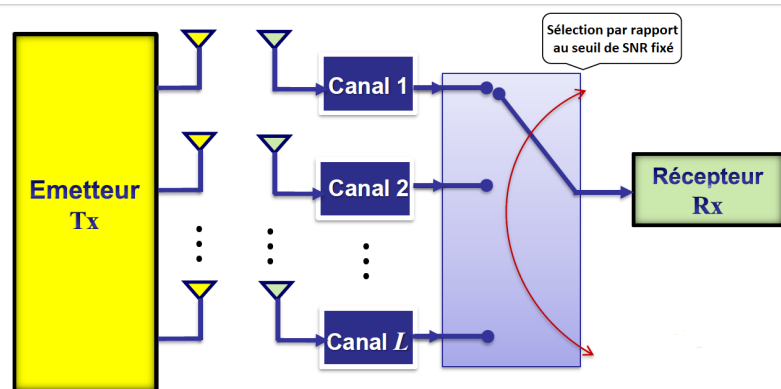 Sélection par rapport
au seuil de SNR fixé
Emetteur
Tx
Canal 1
Canal 2
Canal L
Récepteur
Rx